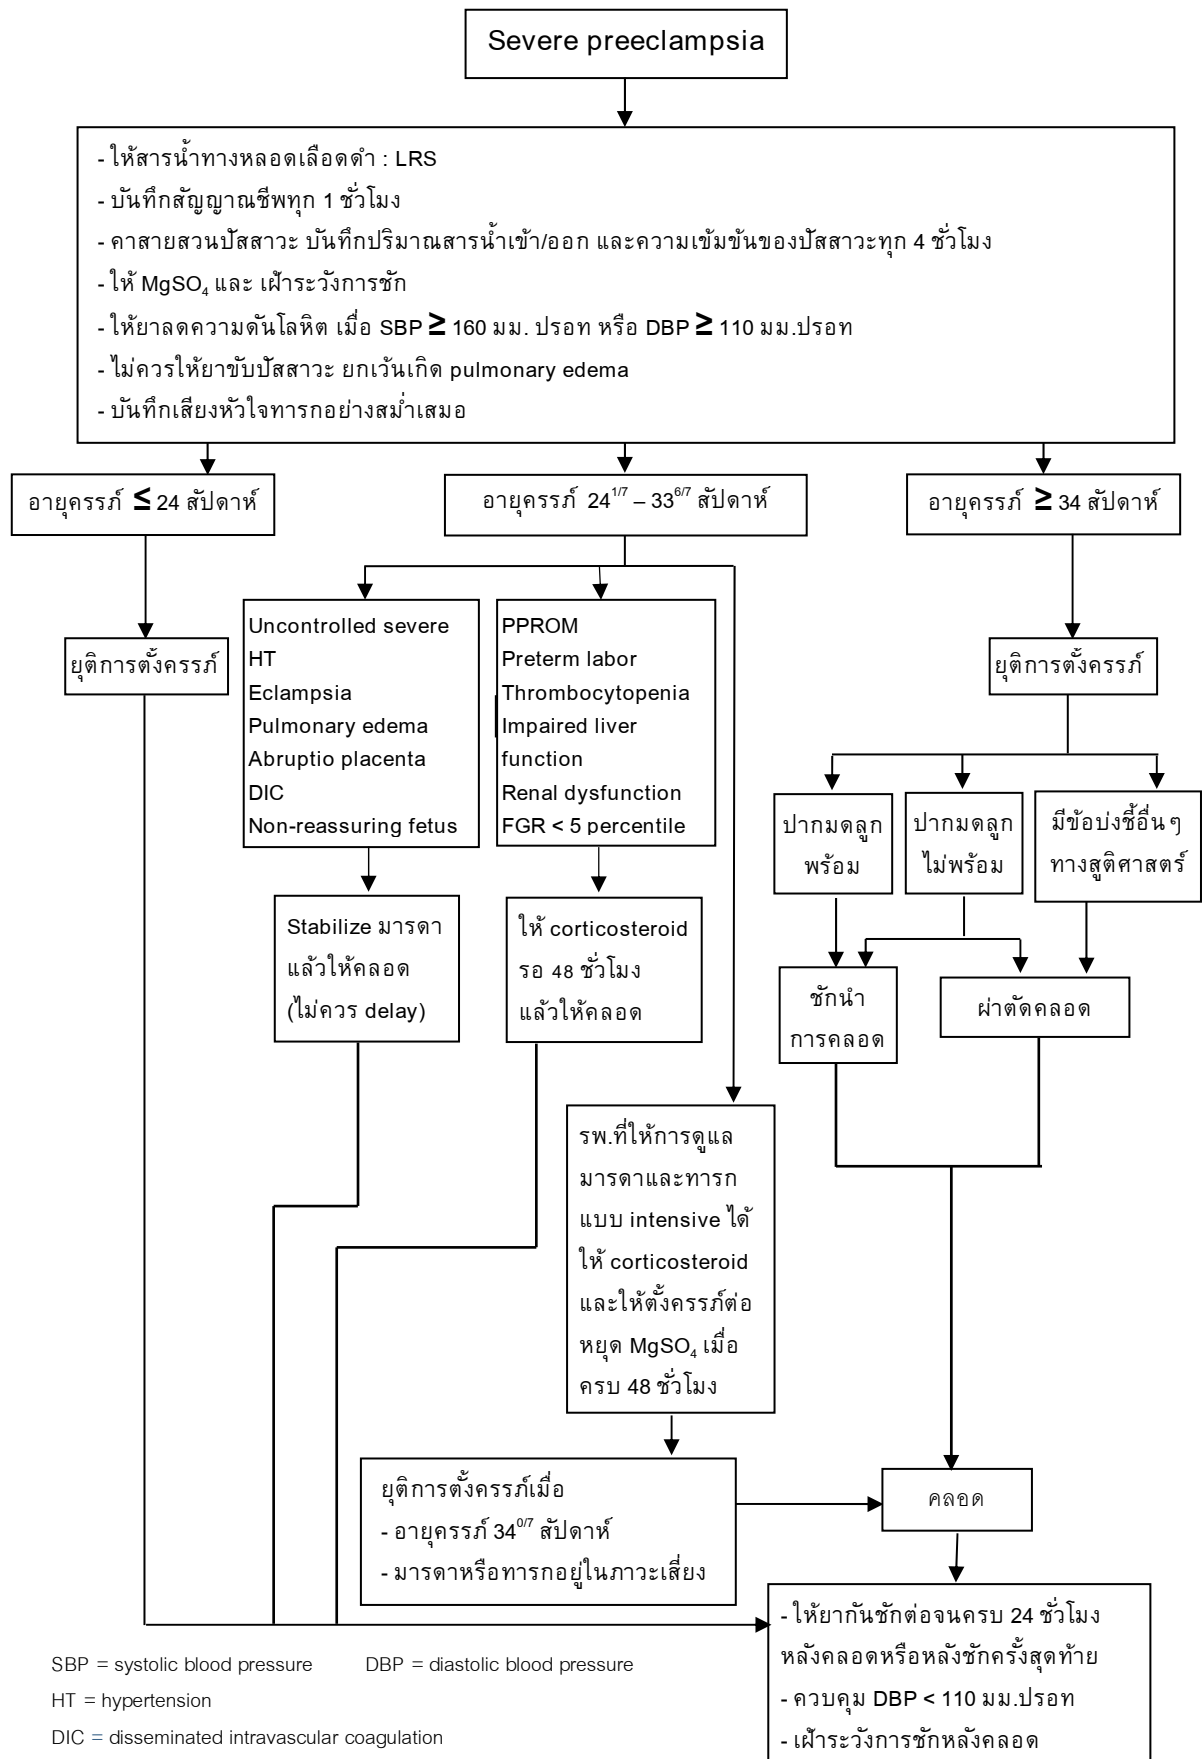 Severe preeclampsia
- ให้สารน้ำทางหลอดเลือดดำ : LRS
- บันทึกสัญญาณชีพทุก 1 ชั่วโมง
- คาสายสวนปัสสาวะ บันทึกปริมาณสารน้ำเข้า/ออก และความเข้มข้นของปัสสาวะทุก 4 ชั่วโมง
- ให้ MgSO₄ และ เฝ้าระวังการชัก
- ให้ยาลดความดันโลหิต เมื่อ SBP ≥ 160 มม. ปรอท หรือ DBP ≥ 110 มม.ปรอท
- ไม่ควรให้ยาขับปัสสาวะ ยกเว้นเกิด pulmonary edema
- บันทึกเสียงหัวใจทารกอย่างสม่ำเสมอ
อายุครรภ์ ≤ 24 สัปดาห์
อายุครรภ์ 24¹ᐟ⁷ – 33⁶ᐟ⁷ สัปดาห์
อายุครรภ์ ≥ 34 สัปดาห์
ยุติการตั้งครรภ์
Uncontrolled severe
HT
Eclampsia
Pulmonary edema
Abruptio placenta
DIC
Non-reassuring fetus
PPROM
Preterm labor
Thrombocytopenia
Impaired liver
function
Renal dysfunction
FGR < 5 percentile
ยุติการตั้งครรภ์
ปากมดลูก
พร้อม
ปากมดลูก
ไม่พร้อม
มีข้อบ่งชี้อื่นๆ
ทางสูติศาสตร์
Stabilize มารดา
แล้วให้คลอด
(ไม่ควร delay)
ให้ corticosteroid
รอ 48 ชั่วโมง
แล้วให้คลอด
ชักนำ
การคลอด
ผ่าตัดคลอด
รพ.ที่ให้การดูแล
มารดาและทารก
แบบ intensive ได้
ให้ corticosteroid
และให้ตั้งครรภ์ต่อ
หยุด MgSO₄ เมื่อ
ครบ 48 ชั่วโมง
ยุติการตั้งครรภ์เมื่อ
- อายุครรภ์ 34⁰ᐟ⁷ สัปดาห์
- มารดาหรือทารกอยู่ในภาวะเสี่ยง
คลอด
- ให้ยากันชักต่อจนครบ 24 ชั่วโมง
หลังคลอดหรือหลังชักครั้งสุดท้าย
- ควบคุม DBP < 110 มม.ปรอท
- เฝ้าระวังการชักหลังคลอด
SBP = systolic blood pressure DBP = diastolic blood pressure
HT = hypertension
DIC = disseminated intravascular coagulation